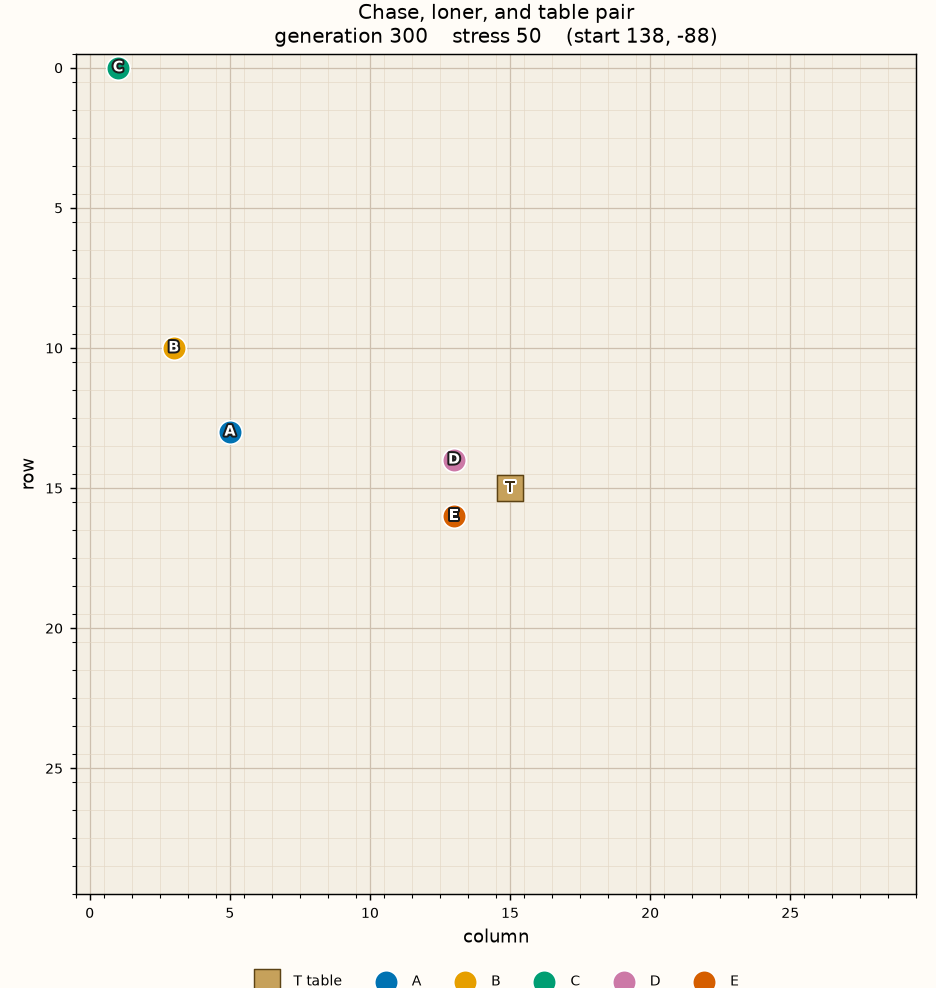 Chase, loner, and table pair
generation 300 stress 50 (start 138, -88)
0
C
5
10
B
A
D
15
T
E
20
25
row
0 5 10 15 20 25
column
T table A B C D E